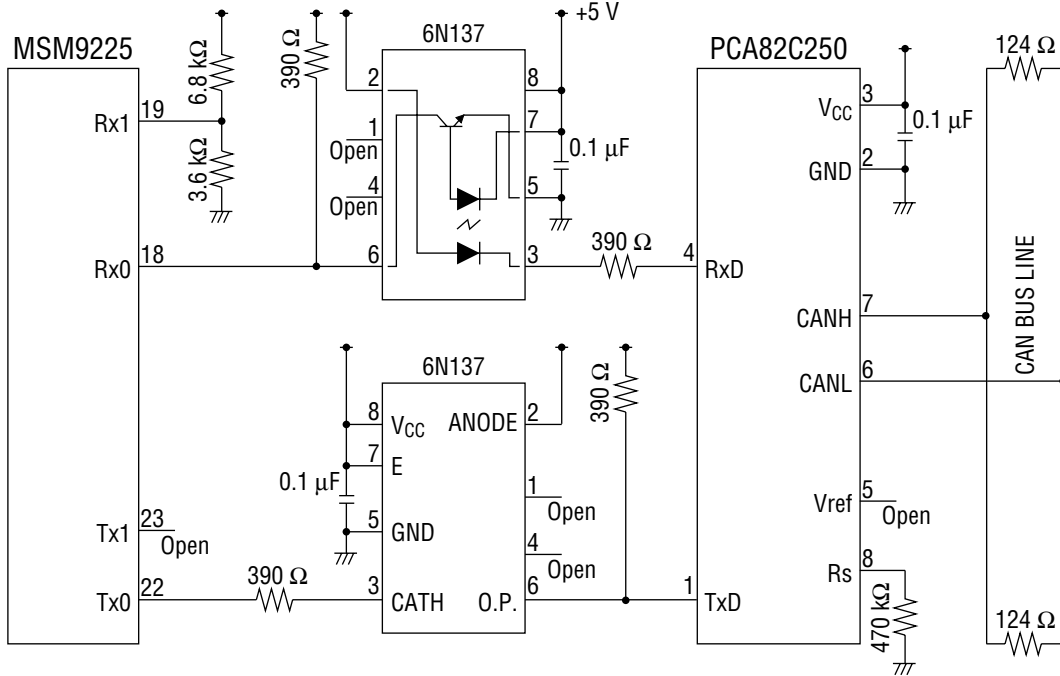 +5 V
MSM9225
6.8 kΩ
390 Ω
6N137
PCA82C250
124 Ω
2
8
3
VCC
0.1 μF
19
Rx1
7
1
Open
0.1 μF
3.6 kΩ
GND
2
4
Open
5
18
Rx0
6
3
390 Ω
4
RxD
CANH
7
CAN BUS LINE
6N137
390 Ω
CANL
6
8
VCC
ANODE
2
7
E
0.1 μF
1
Open
Vref
5
Open
23
Tx1
Open
5
GND
4
Open
Rs
8
390 Ω
22
Tx0
3
CATH
O.P.
6
1
TxD
470 kΩ
124 Ω